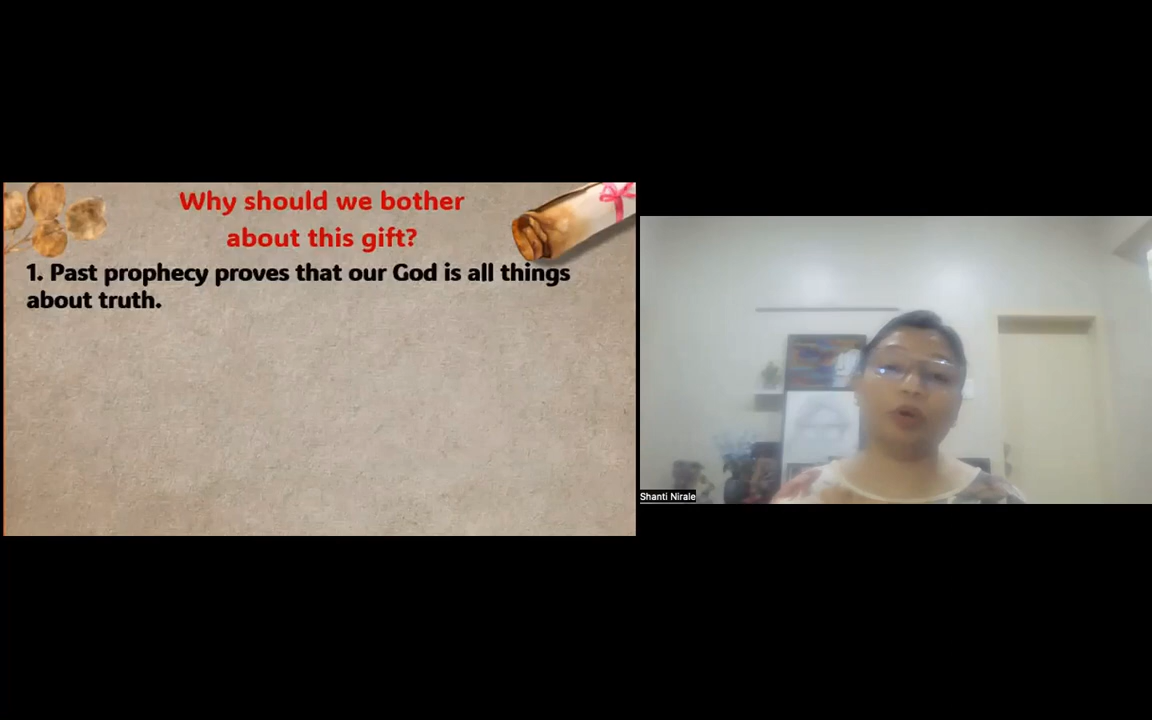 Why should we bother
about this gift?
1. Past prophecy proves that our God is all things
about truth.
Shanti Nirale